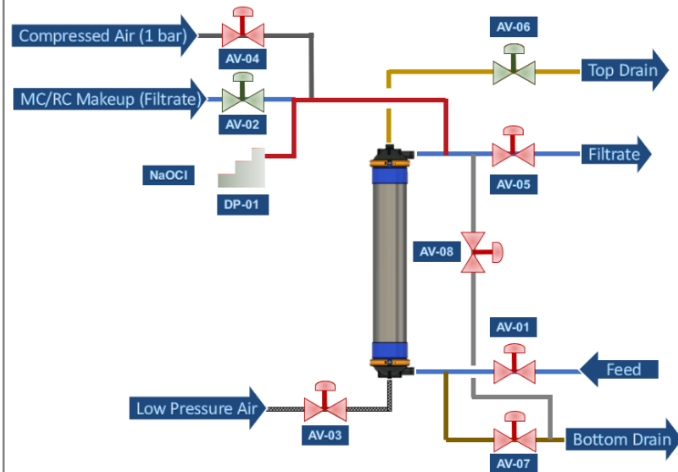 AV-06
Compressed Air (1 bar)
AV-04
Top Drain
MC/RC Makeup (Filtrate)
AV-02
NaOCl
DP-01
Filtrate
AV-05
AV-08
AV-01
Feed
Low Pressure Air
AV-03
Bottom Drain
AV-07